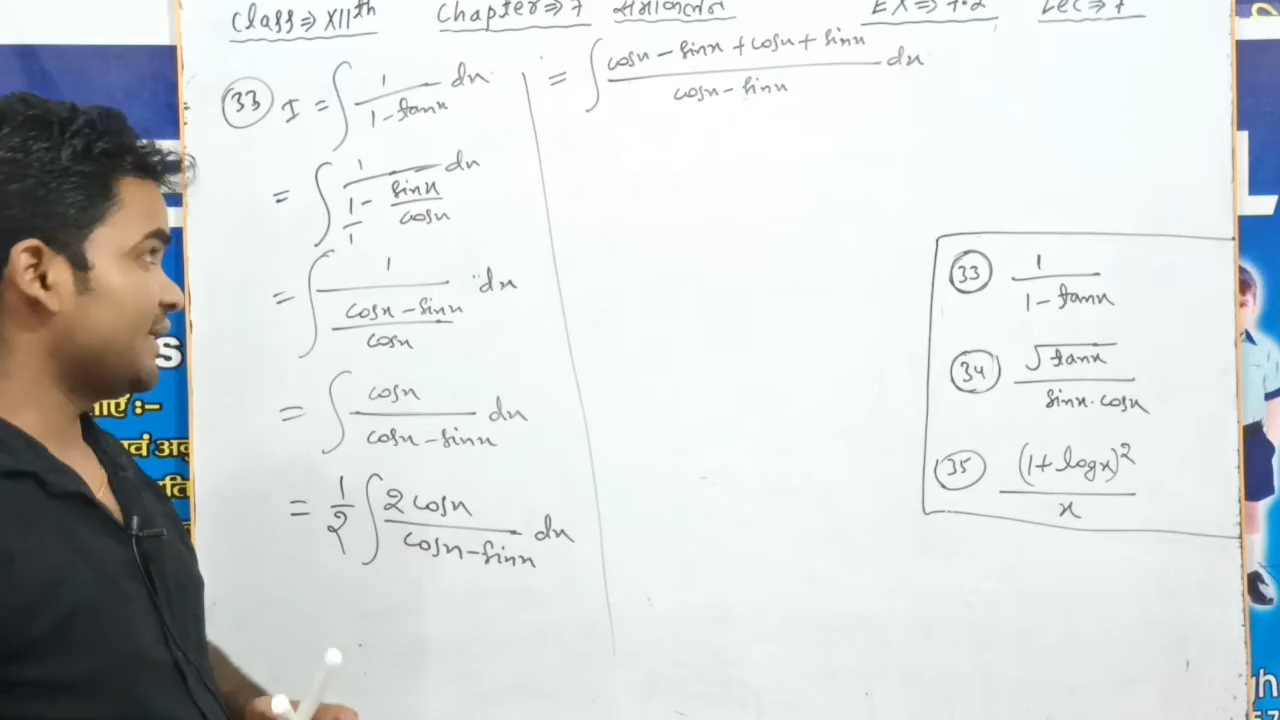 Class ⇒ XIIth Chapter ⇒ 7 समाकलन EX ⇒ 7.2 Lec ⇒ 7
(33) I = ∫ 1/(1 - tanx) dx
= ∫ 1/(1/1 - sinx/cosx) dx
= ∫ 1/((cosx - sinx)/cosx) dx
= ∫ cosx/(cosx - sinx) dx
= 1/2 ∫ 2cosx/(cosx - sinx) dx
= ∫ (cosx - sinx + cosx + sinx)/(cosx - sinx) dx
(33) 1/(1 - tanx)
(34) √tanx/(sinx.cosx)
(35) (1 + logx)²/x